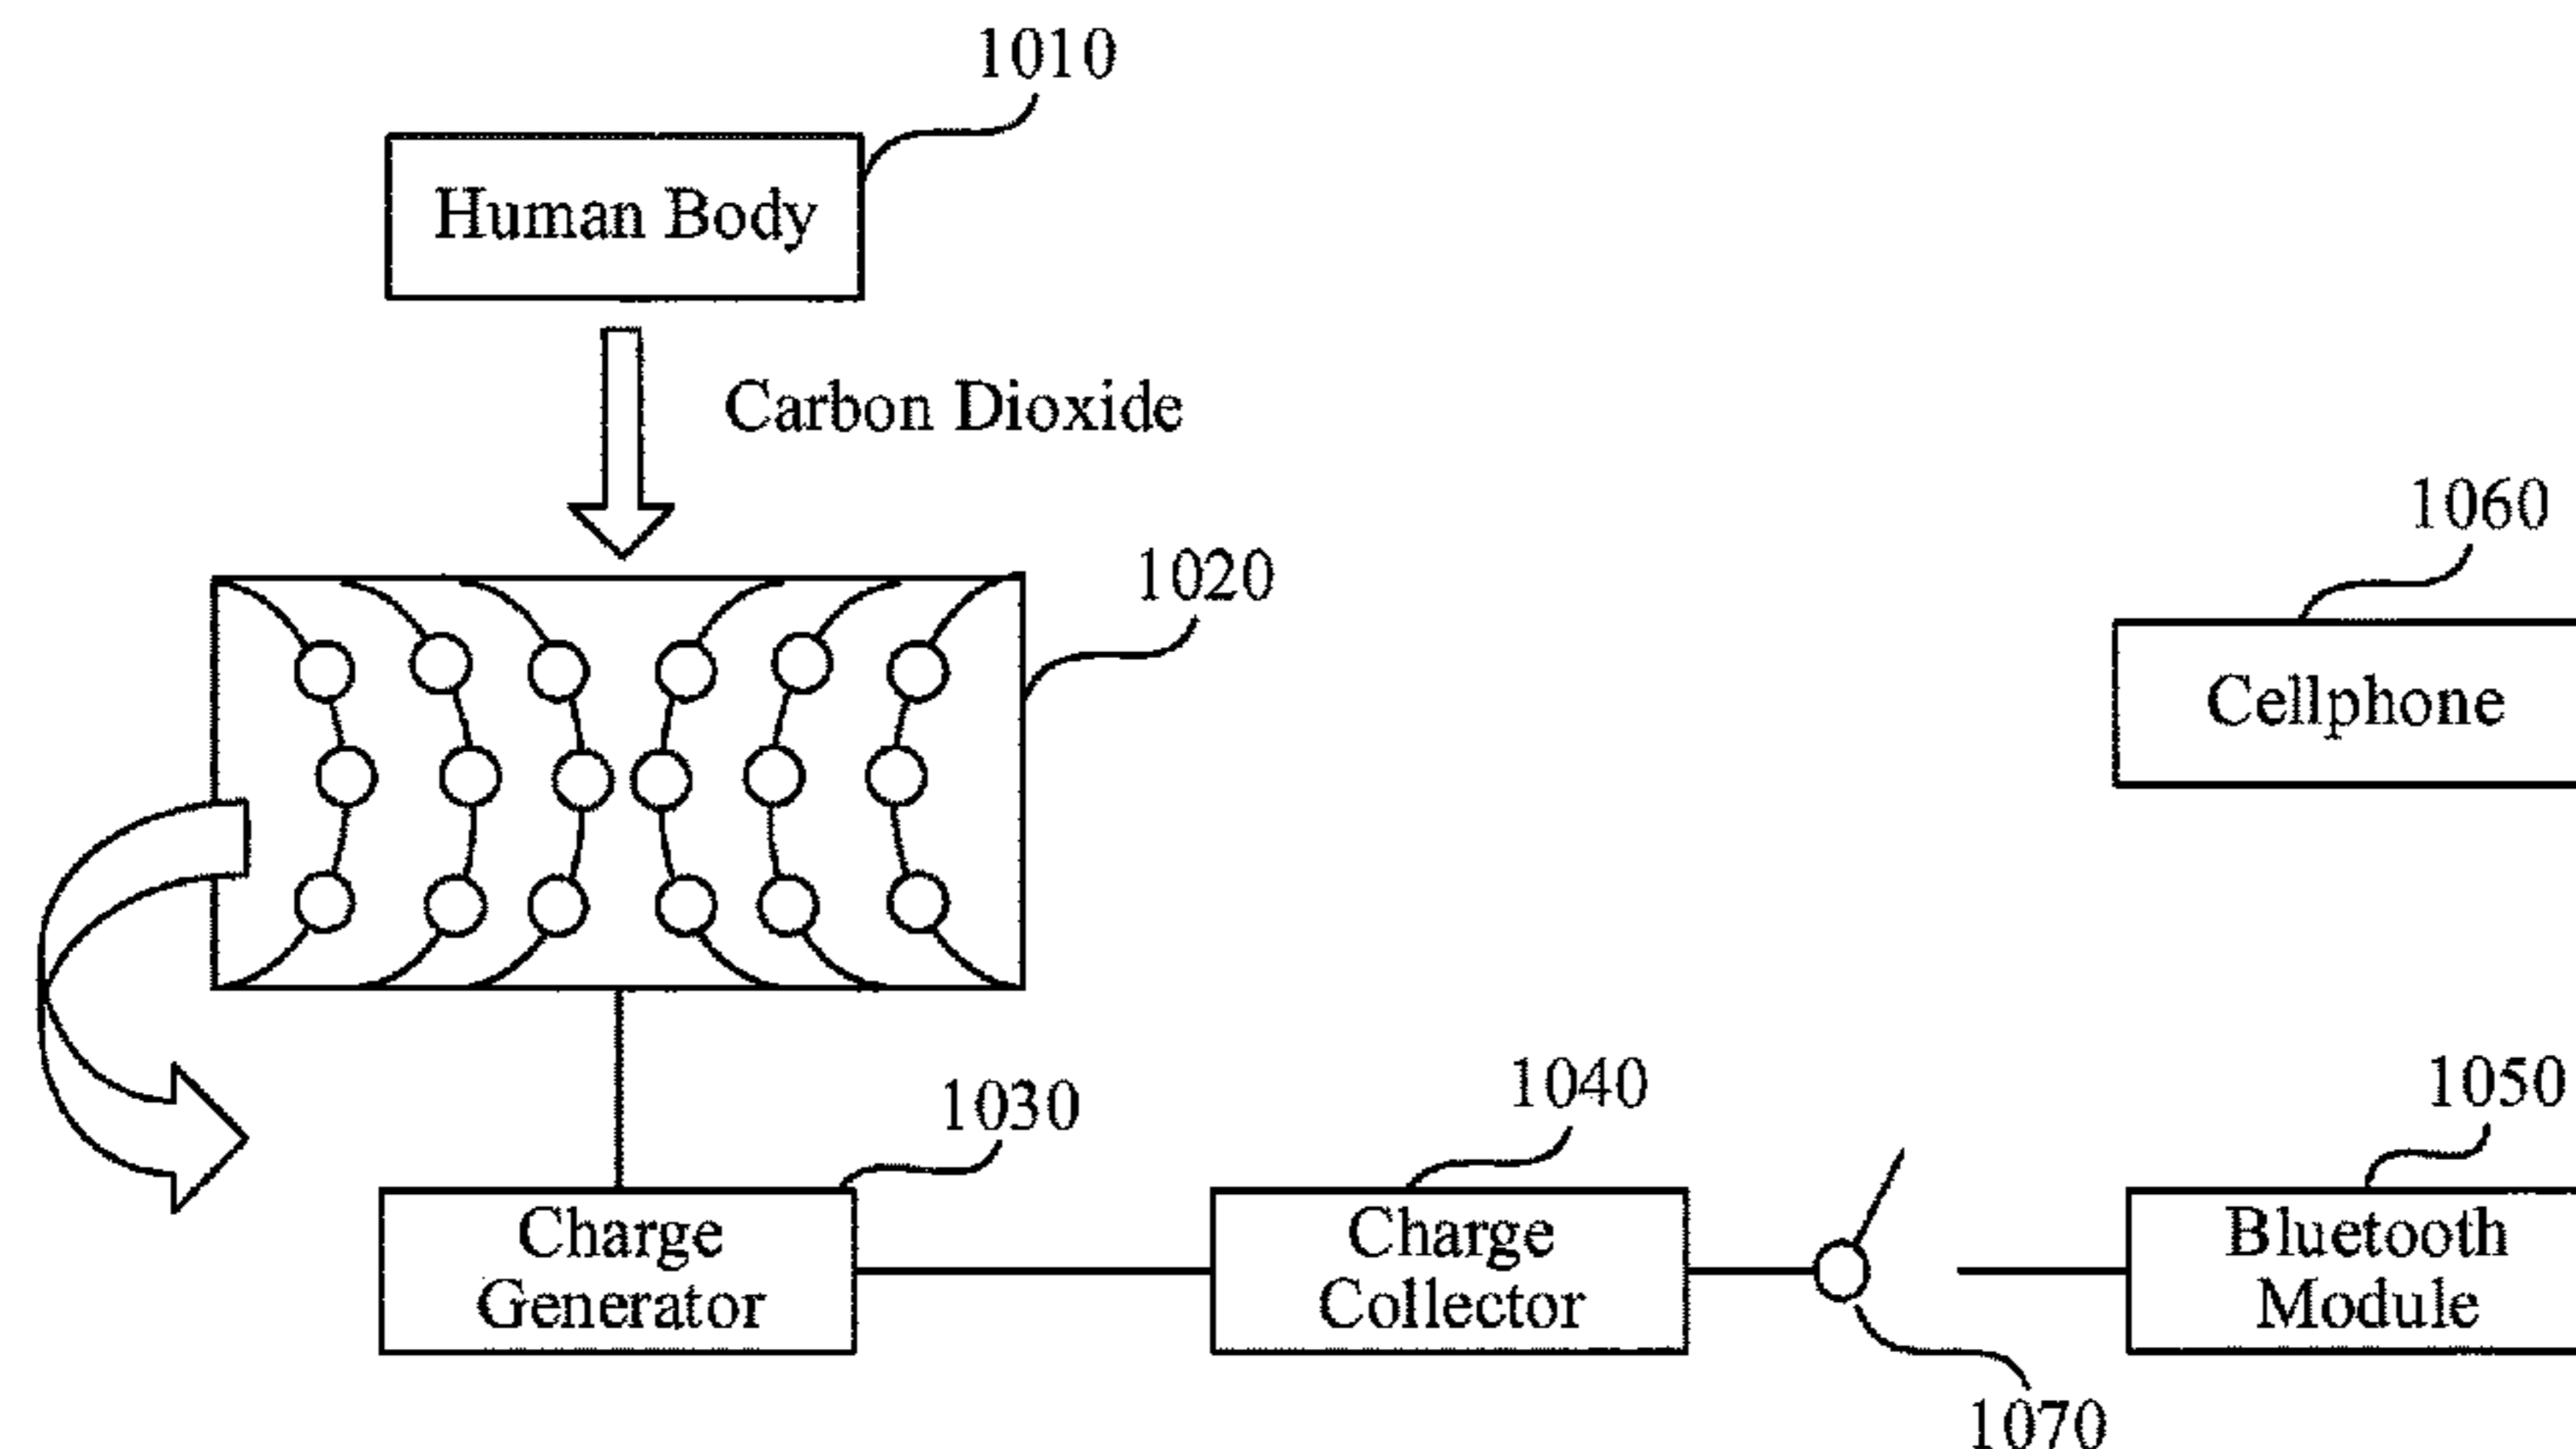 1010
Human Body
Carbon Dioxide
1060
1020
Cellphone
1030
1040
1050
Charge
Generator
Charge
Collector
Bluetooth
Module
1070